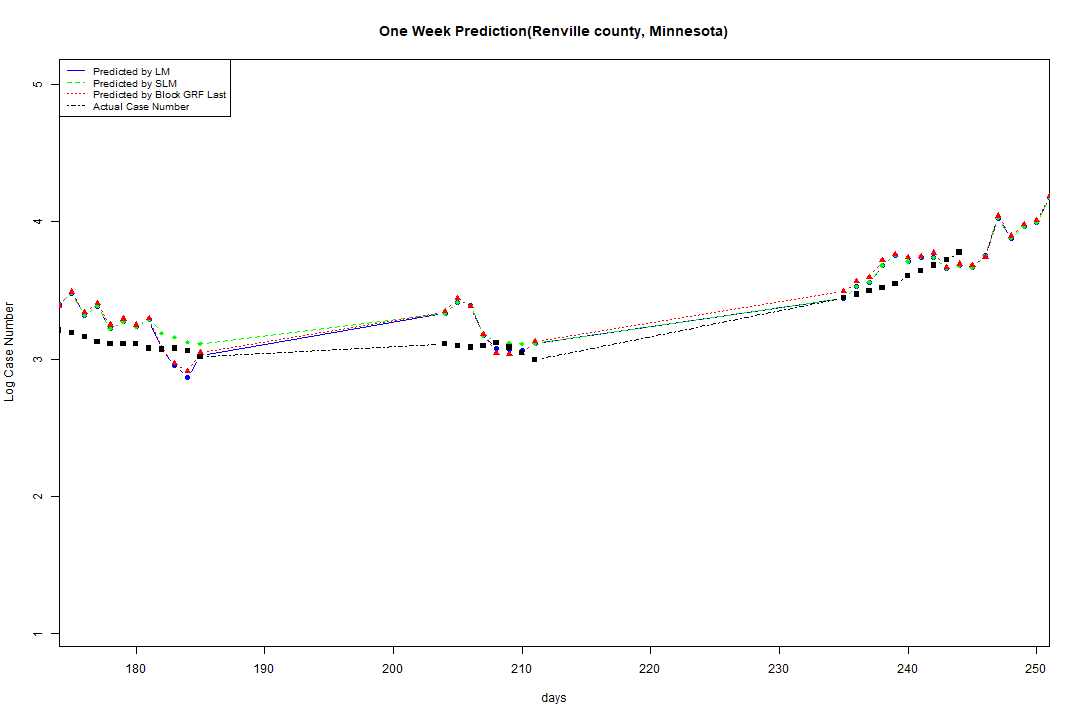 One Week Prediction(Renville county, Minnesota)
Predicted by LM
Predicted by SLM
Predicted by Block GRF Last
Actual Case Number
5
4
3
2
1
Log Case Number
180 190 200 210 220 230 240 250
days